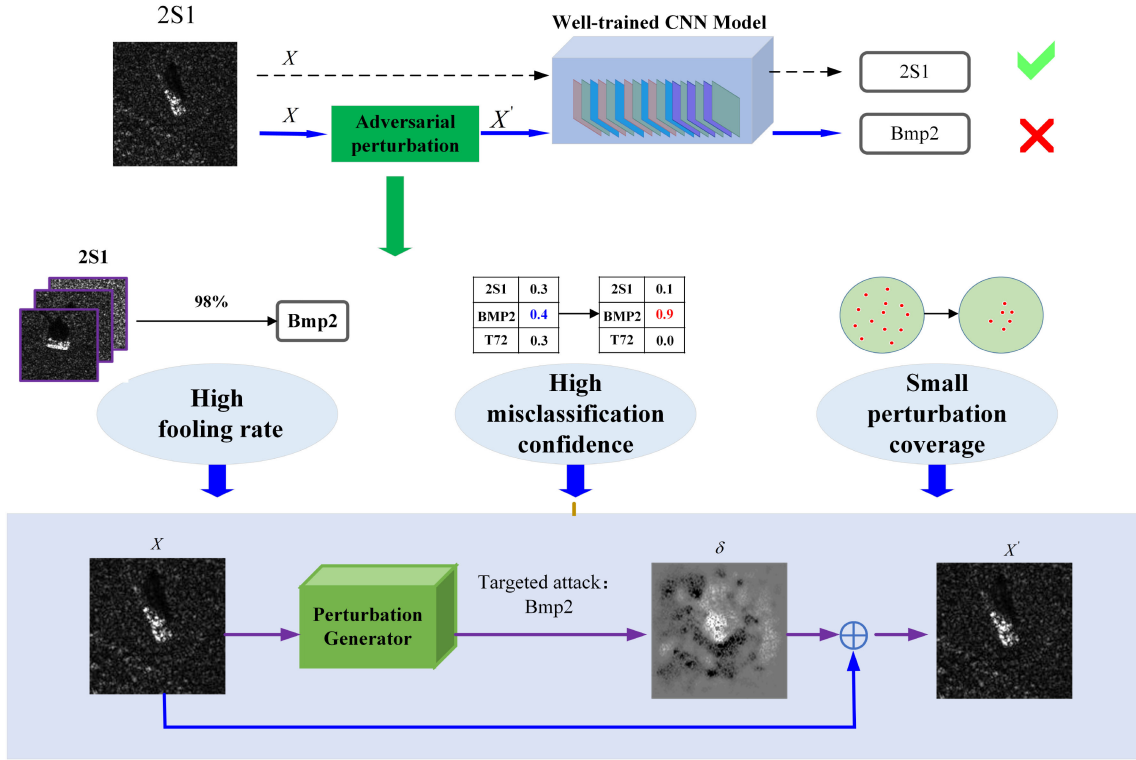 2S1
Well-trained CNN Model
X
2S1
X
Adversarial
perturbation
X'
Bmp2
2S1
98%
Bmp2
2S1 0.3
BMP2 0.4
T72 0.3
2S1 0.1
BMP2 0.9
T72 0.0
High
fooling rate
High
misclassification
confidence
Small
perturbation
coverage
X
Perturbation
Generator
Targeted attack:
Bmp2
δ
X'